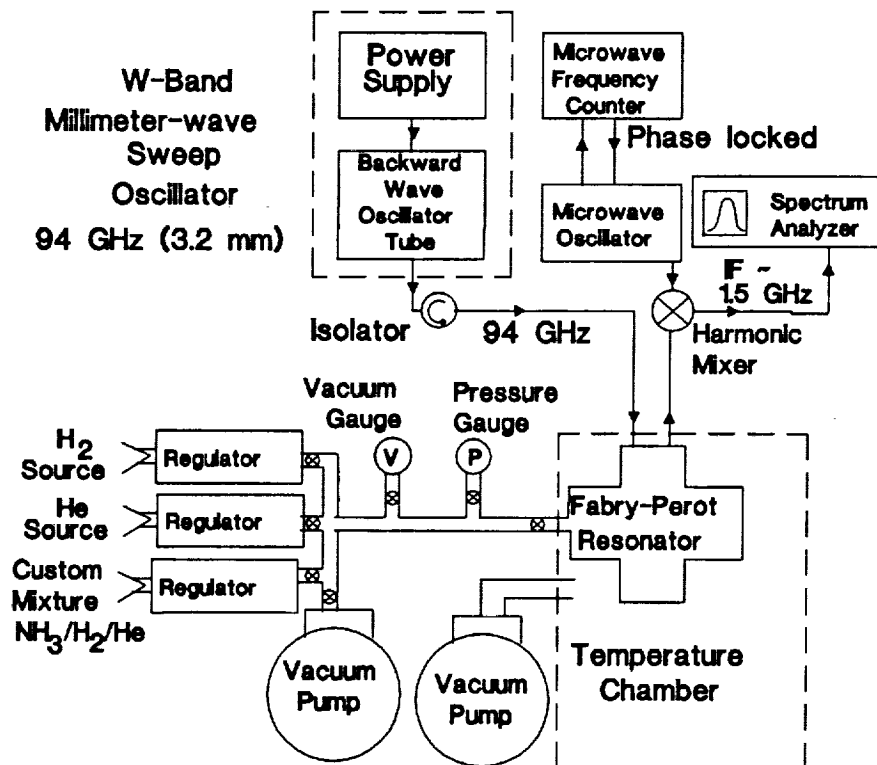 W-Band
Millimeter-wave
Sweep
Oscillator
94 GHz (3.2 mm)
Power
Supply
Backward
Wave
Oscillator
Tube
Microwave
Frequency
Counter
Phase locked
Microwave
Oscillator
Spectrum
Analyzer
IF ~
1.5 GHz
Harmonic
Mixer
Isolator
94 GHz
Vacuum
Gauge
V
Pressure
Gauge
P
H2
Source
Regulator
He
Source
Regulator
Custom
Mixture
NH3/H2/He
Regulator
Fabry-Perot
Resonator
Vacuum
Pump
Vacuum
Pump
Temperature
Chamber